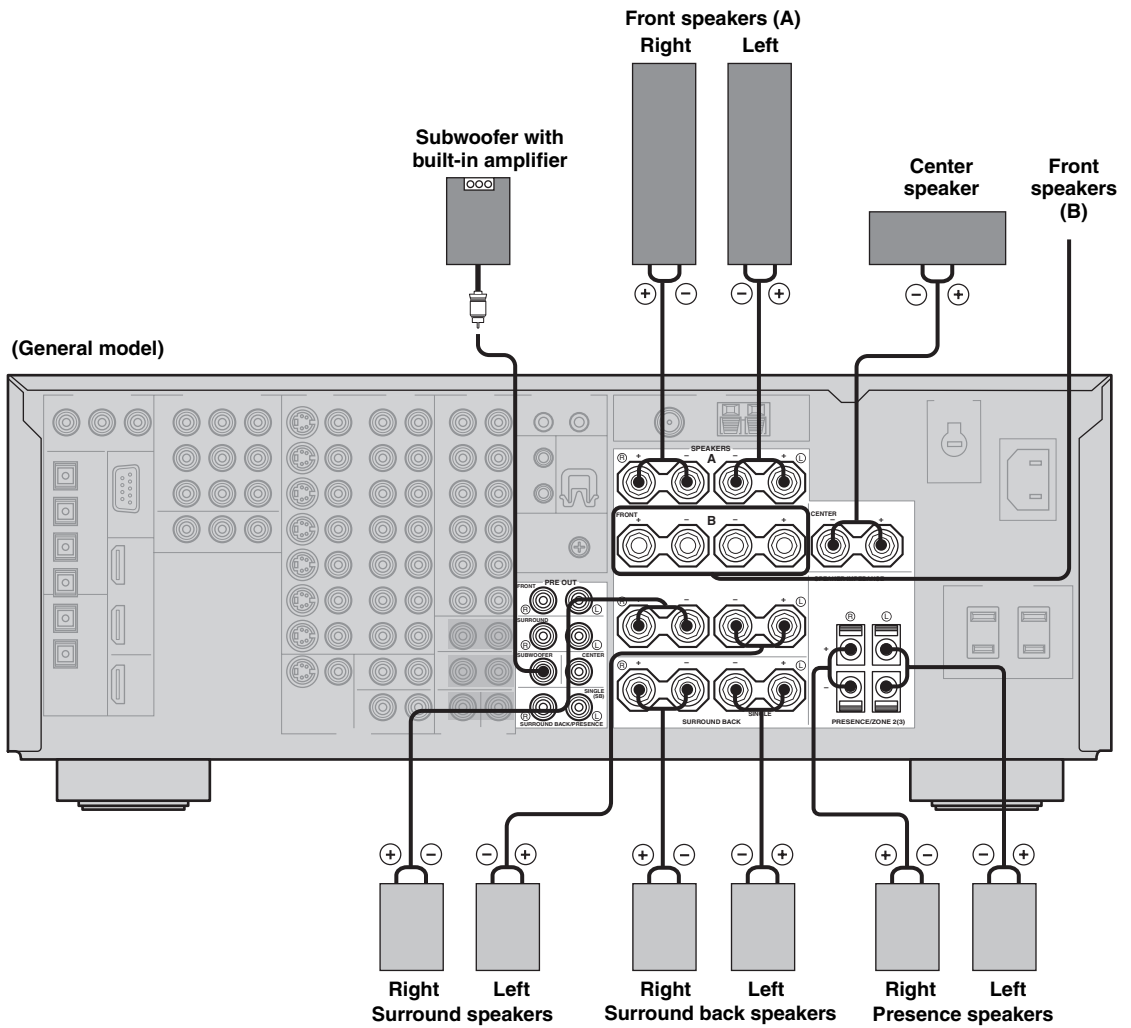 Front speakers (A)
Right Left
Subwoofer with
built-in amplifier
Center
speaker
Front
speakers
(B)
+ − − + − +
(General model)
SPEAKERS
R + − A − + L
FRONT
+ − B − +
CENTER
− +
PRE OUT
FRONT
R L
SURROUND
R L
SUBWOOFER CENTER
SINGLE
(SB)
R L
SURROUND BACK/PRESENCE
R + − − + L
R + − − + L
SURROUND BACK
SINGLE
R L
+
−
PRESENCE/ZONE 2(3)
+ − − + + − − + + − − +
Right Left
Surround speakers
Right Left
Surround back speakers
Right Left
Presence speakers